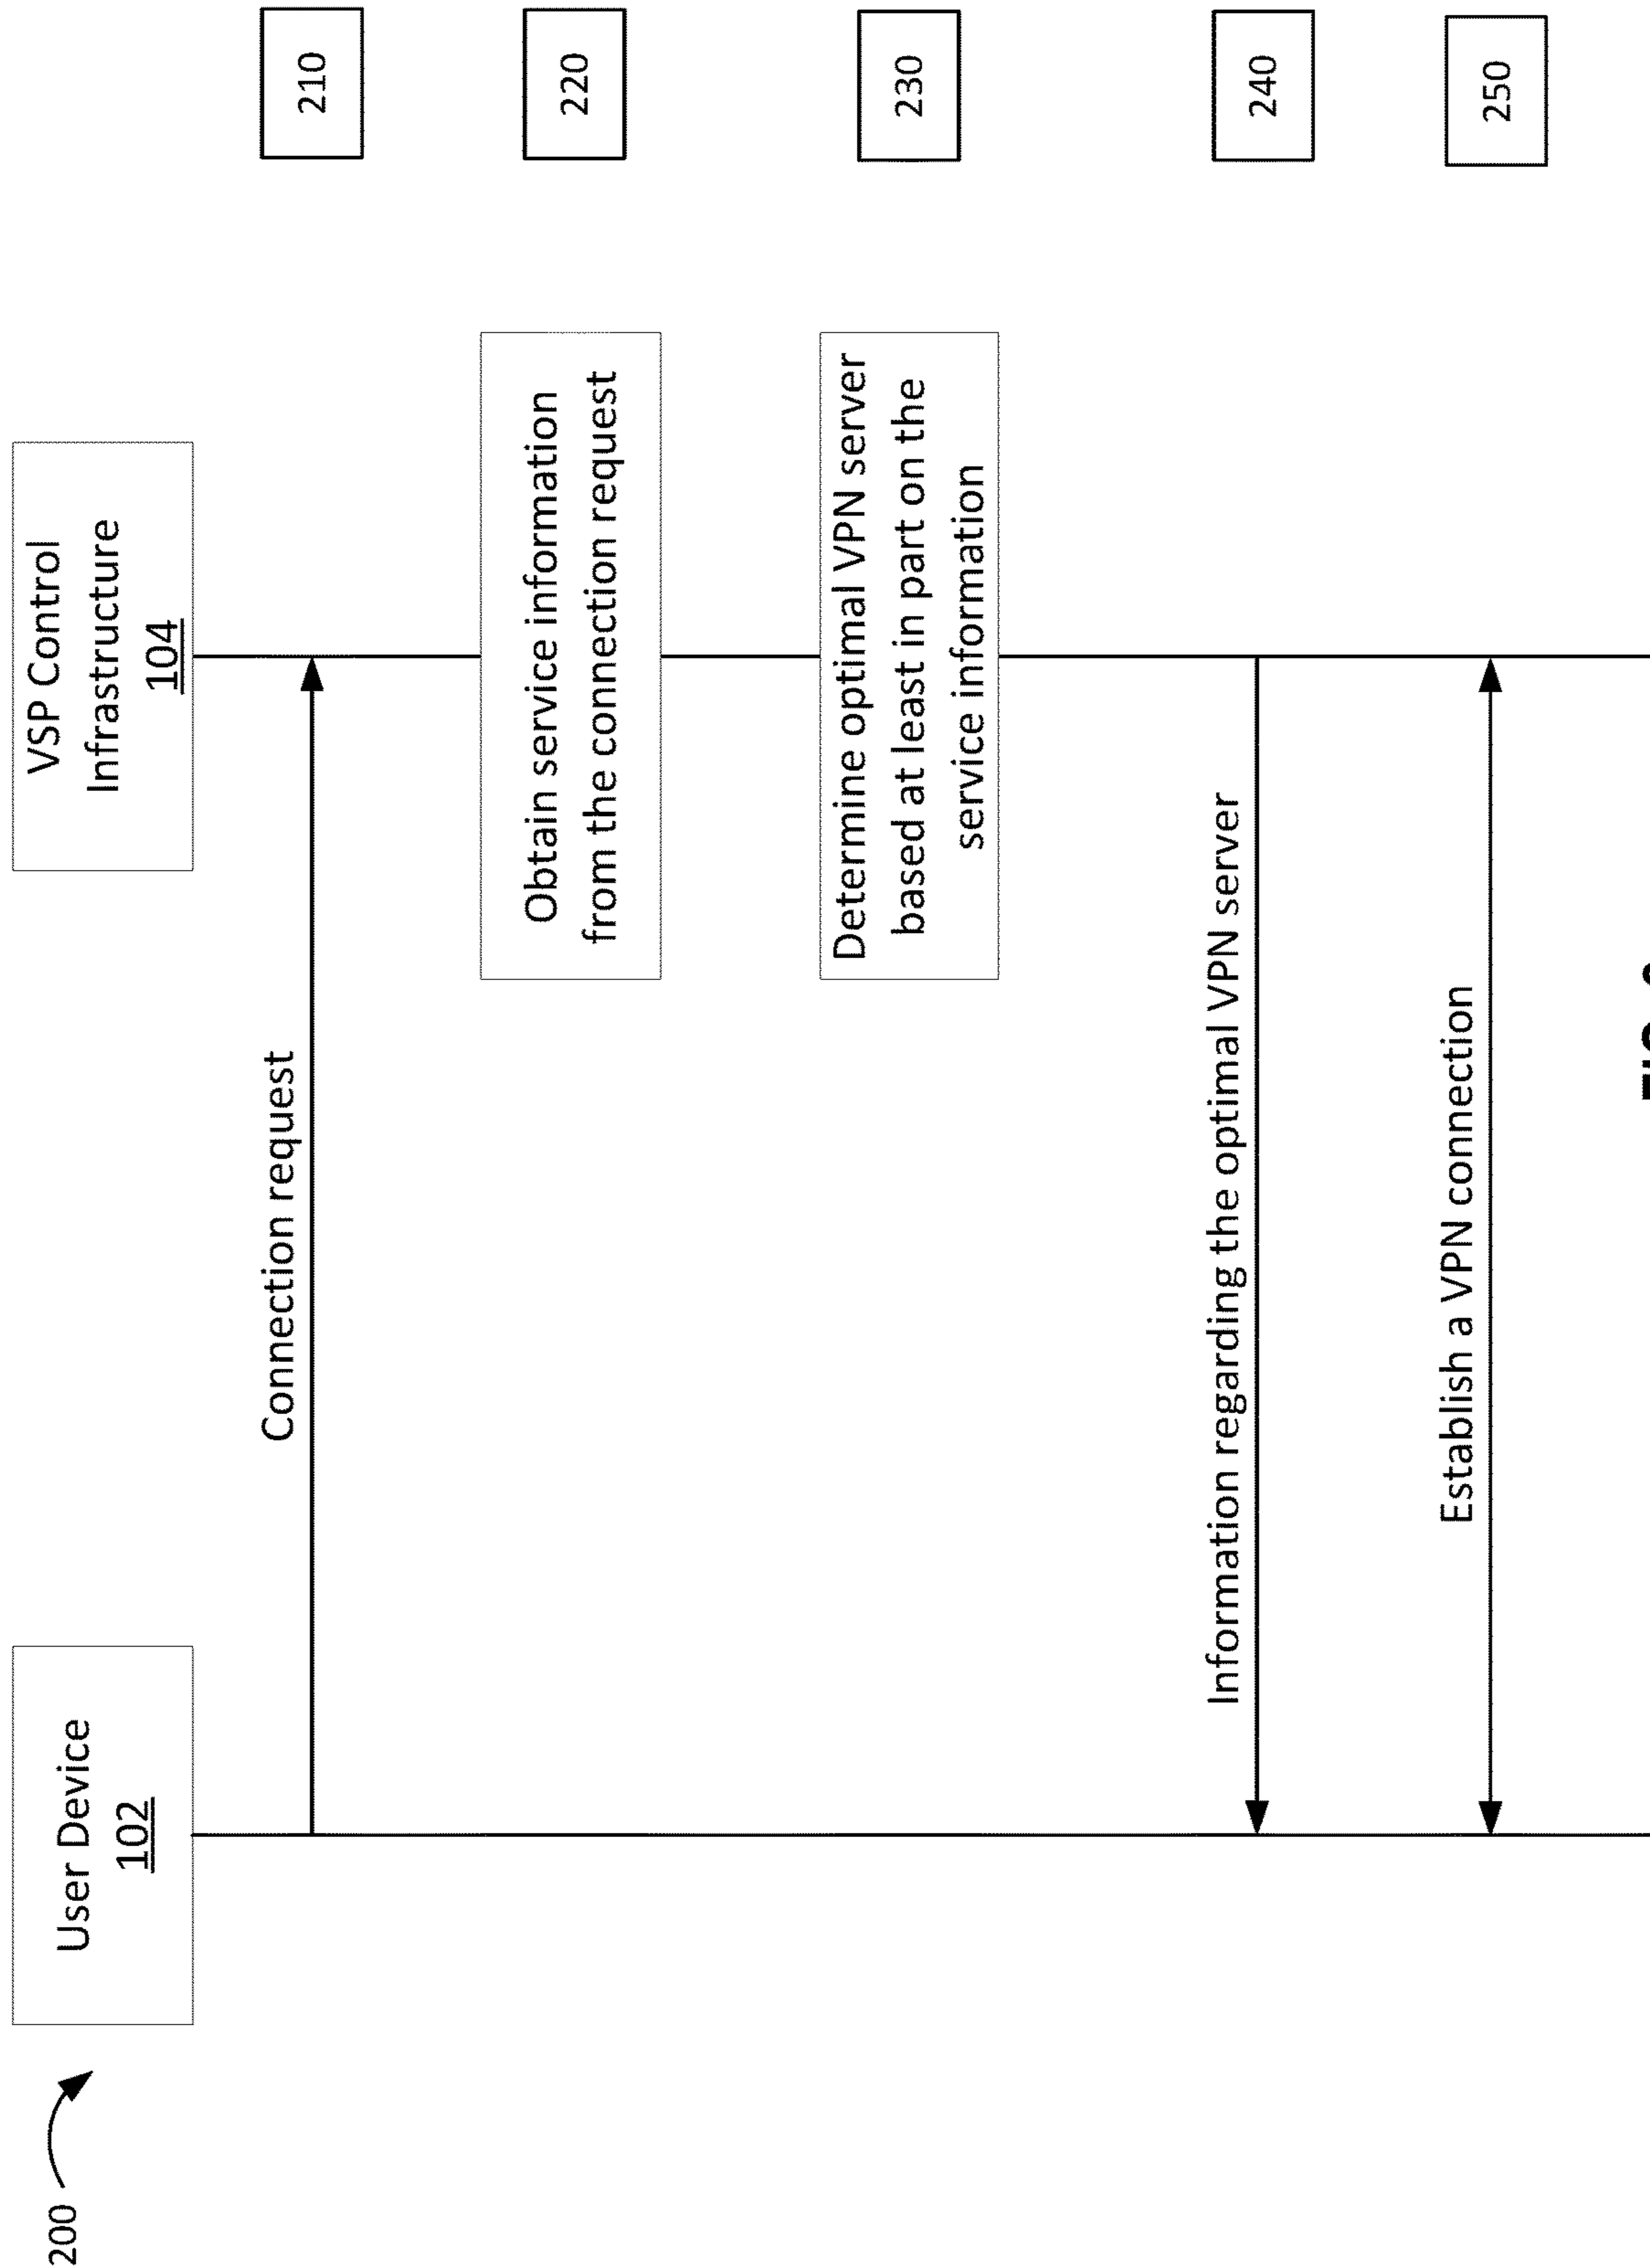 200
User Device
102
VSP Control
Infrastructure
104
Connection request
210
Obtain service information
from the connection request
220
Determine optimal VPN server
based at least in part on the
service information
230
Information regarding the optimal VPN server
240
Establish a VPN connection
250